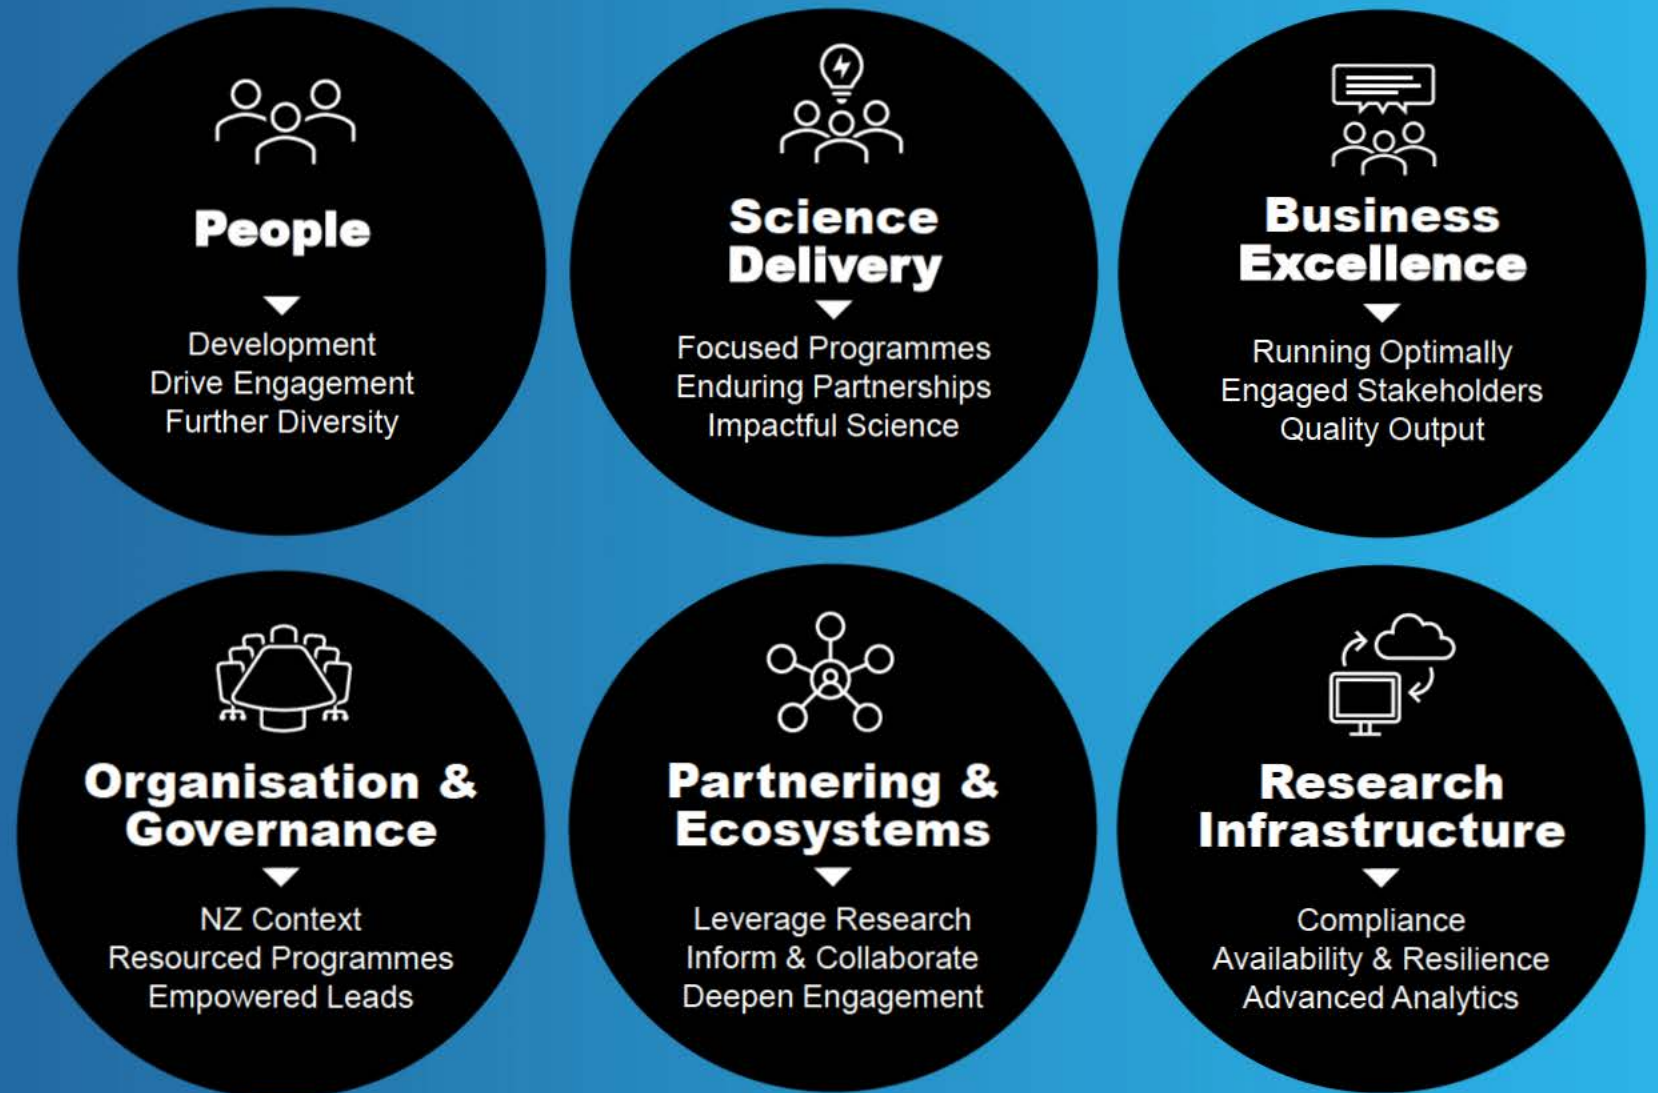 People
Development
Drive Engagement
Further Diversity
Science
Delivery
Focused Programmes
Enduring Partnerships
Impactful Science
Business
Excellence
Running Optimally
Engaged Stakeholders
Quality Output
Organisation &
Governance
NZ Context
Resourced Programmes
Empowered Leads
Partnering &
Ecosystems
Leverage Research
Inform & Collaborate
Deepen Engagement
Research
Infrastructure
Compliance
Availability & Resilience
Advanced Analytics